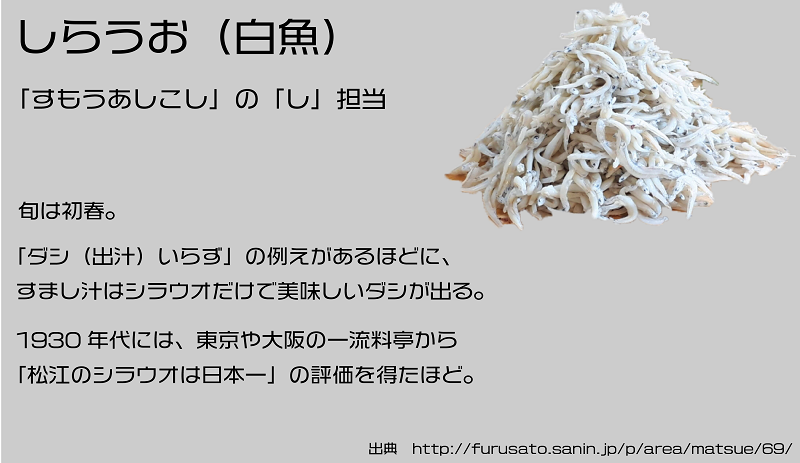 しらうお（白魚）
「すもうあしこし」の「し」担当
旬は初春。
「ダシ（出汁）いらず」の例えがあるほどに、
すまし汁はシラウオだけで美味しいダシが出る。
1930 年代には、東京や大阪の一流料亭から
「松江のシラウオは日本一」の評価を得たほど。
出典　http://furusato.sanin.jp/p/area/matsue/69/